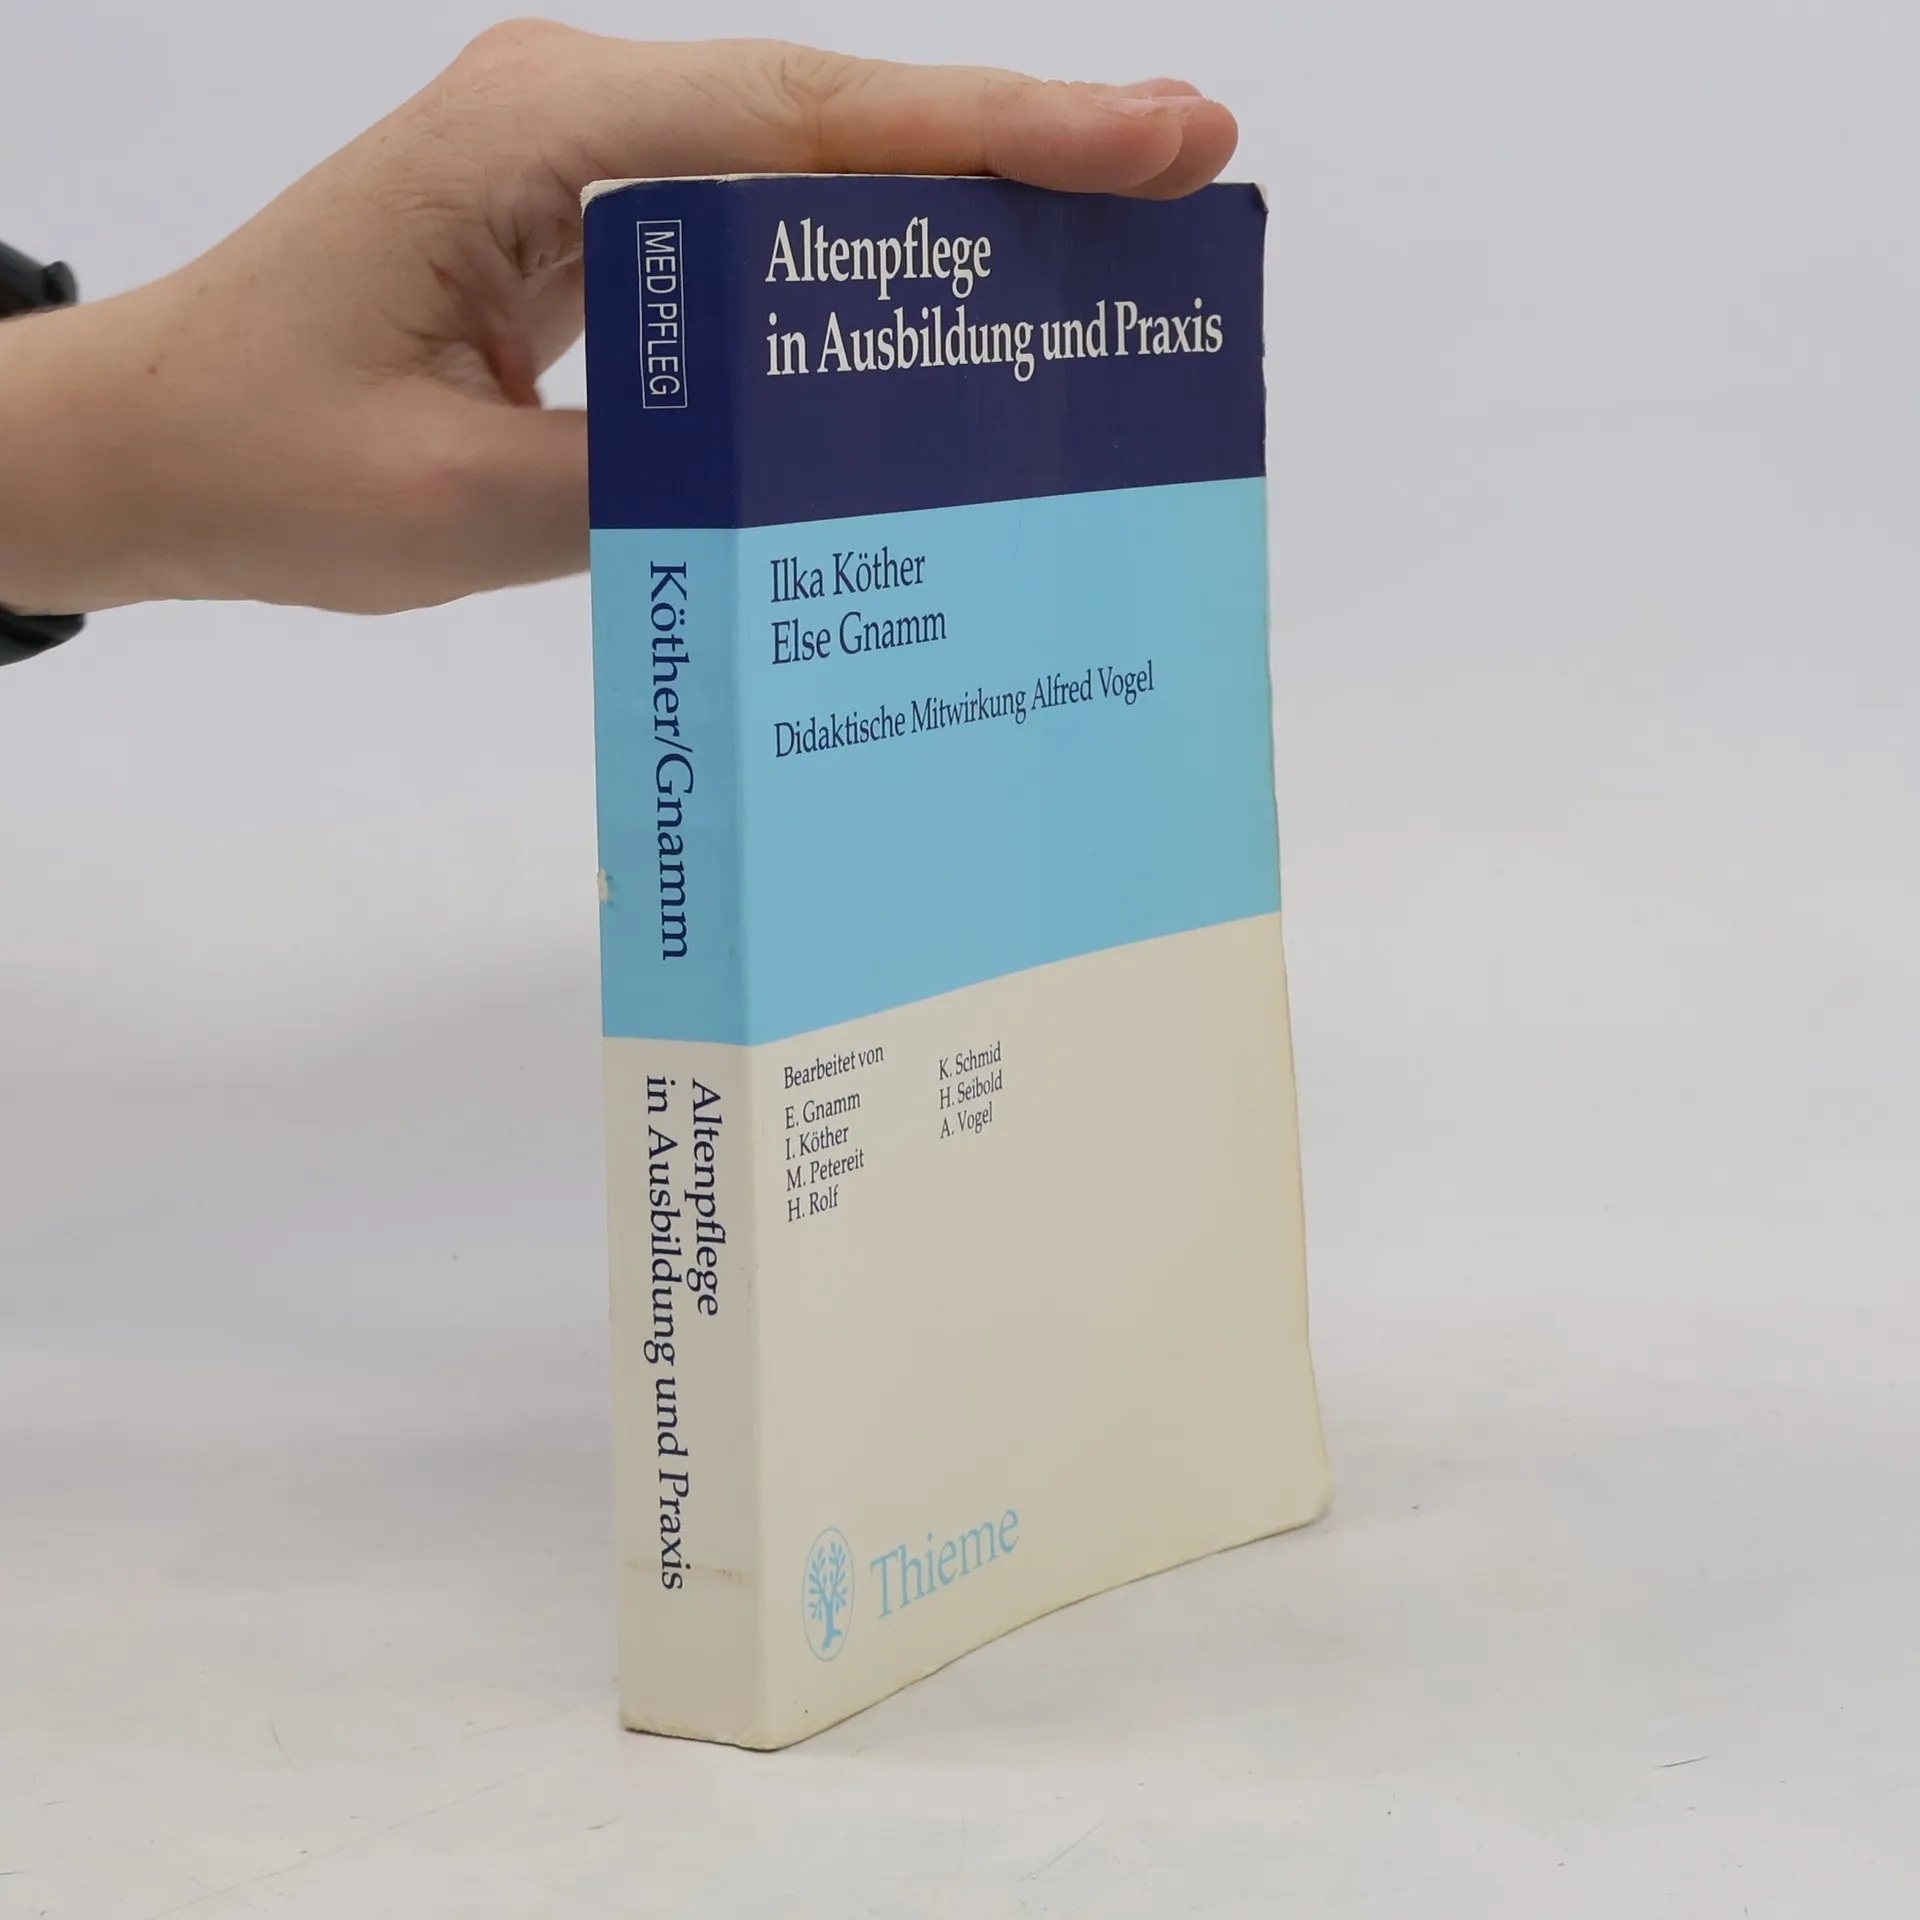 MED PFLEG
Köther/Gnamm
Altenpflege
in Ausbildung und Praxis
Altenpflege
in Ausbildung und Praxis
Ilka Köther
Else Gnamm
Didaktische Mitwirkung Alfred Vogel
Bearbeitet von
E. Gnamm
I. Köther
M. Petereit
H. Rolf
K. Schmid
H. Seibold
A. Vogel
Thieme